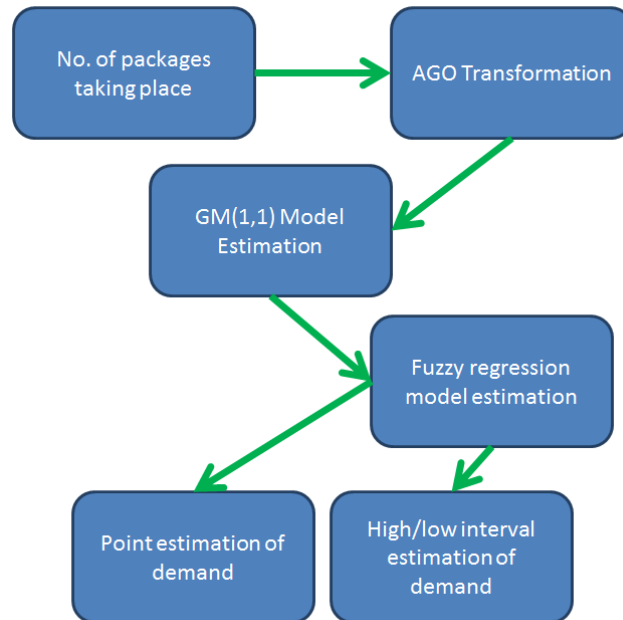 No. of packages
taking place
AGO Transformation
GM(1,1) Model
Estimation
Fuzzy regression
model estimation
Point estimation of
demand
High/low interval
estimation of
demand